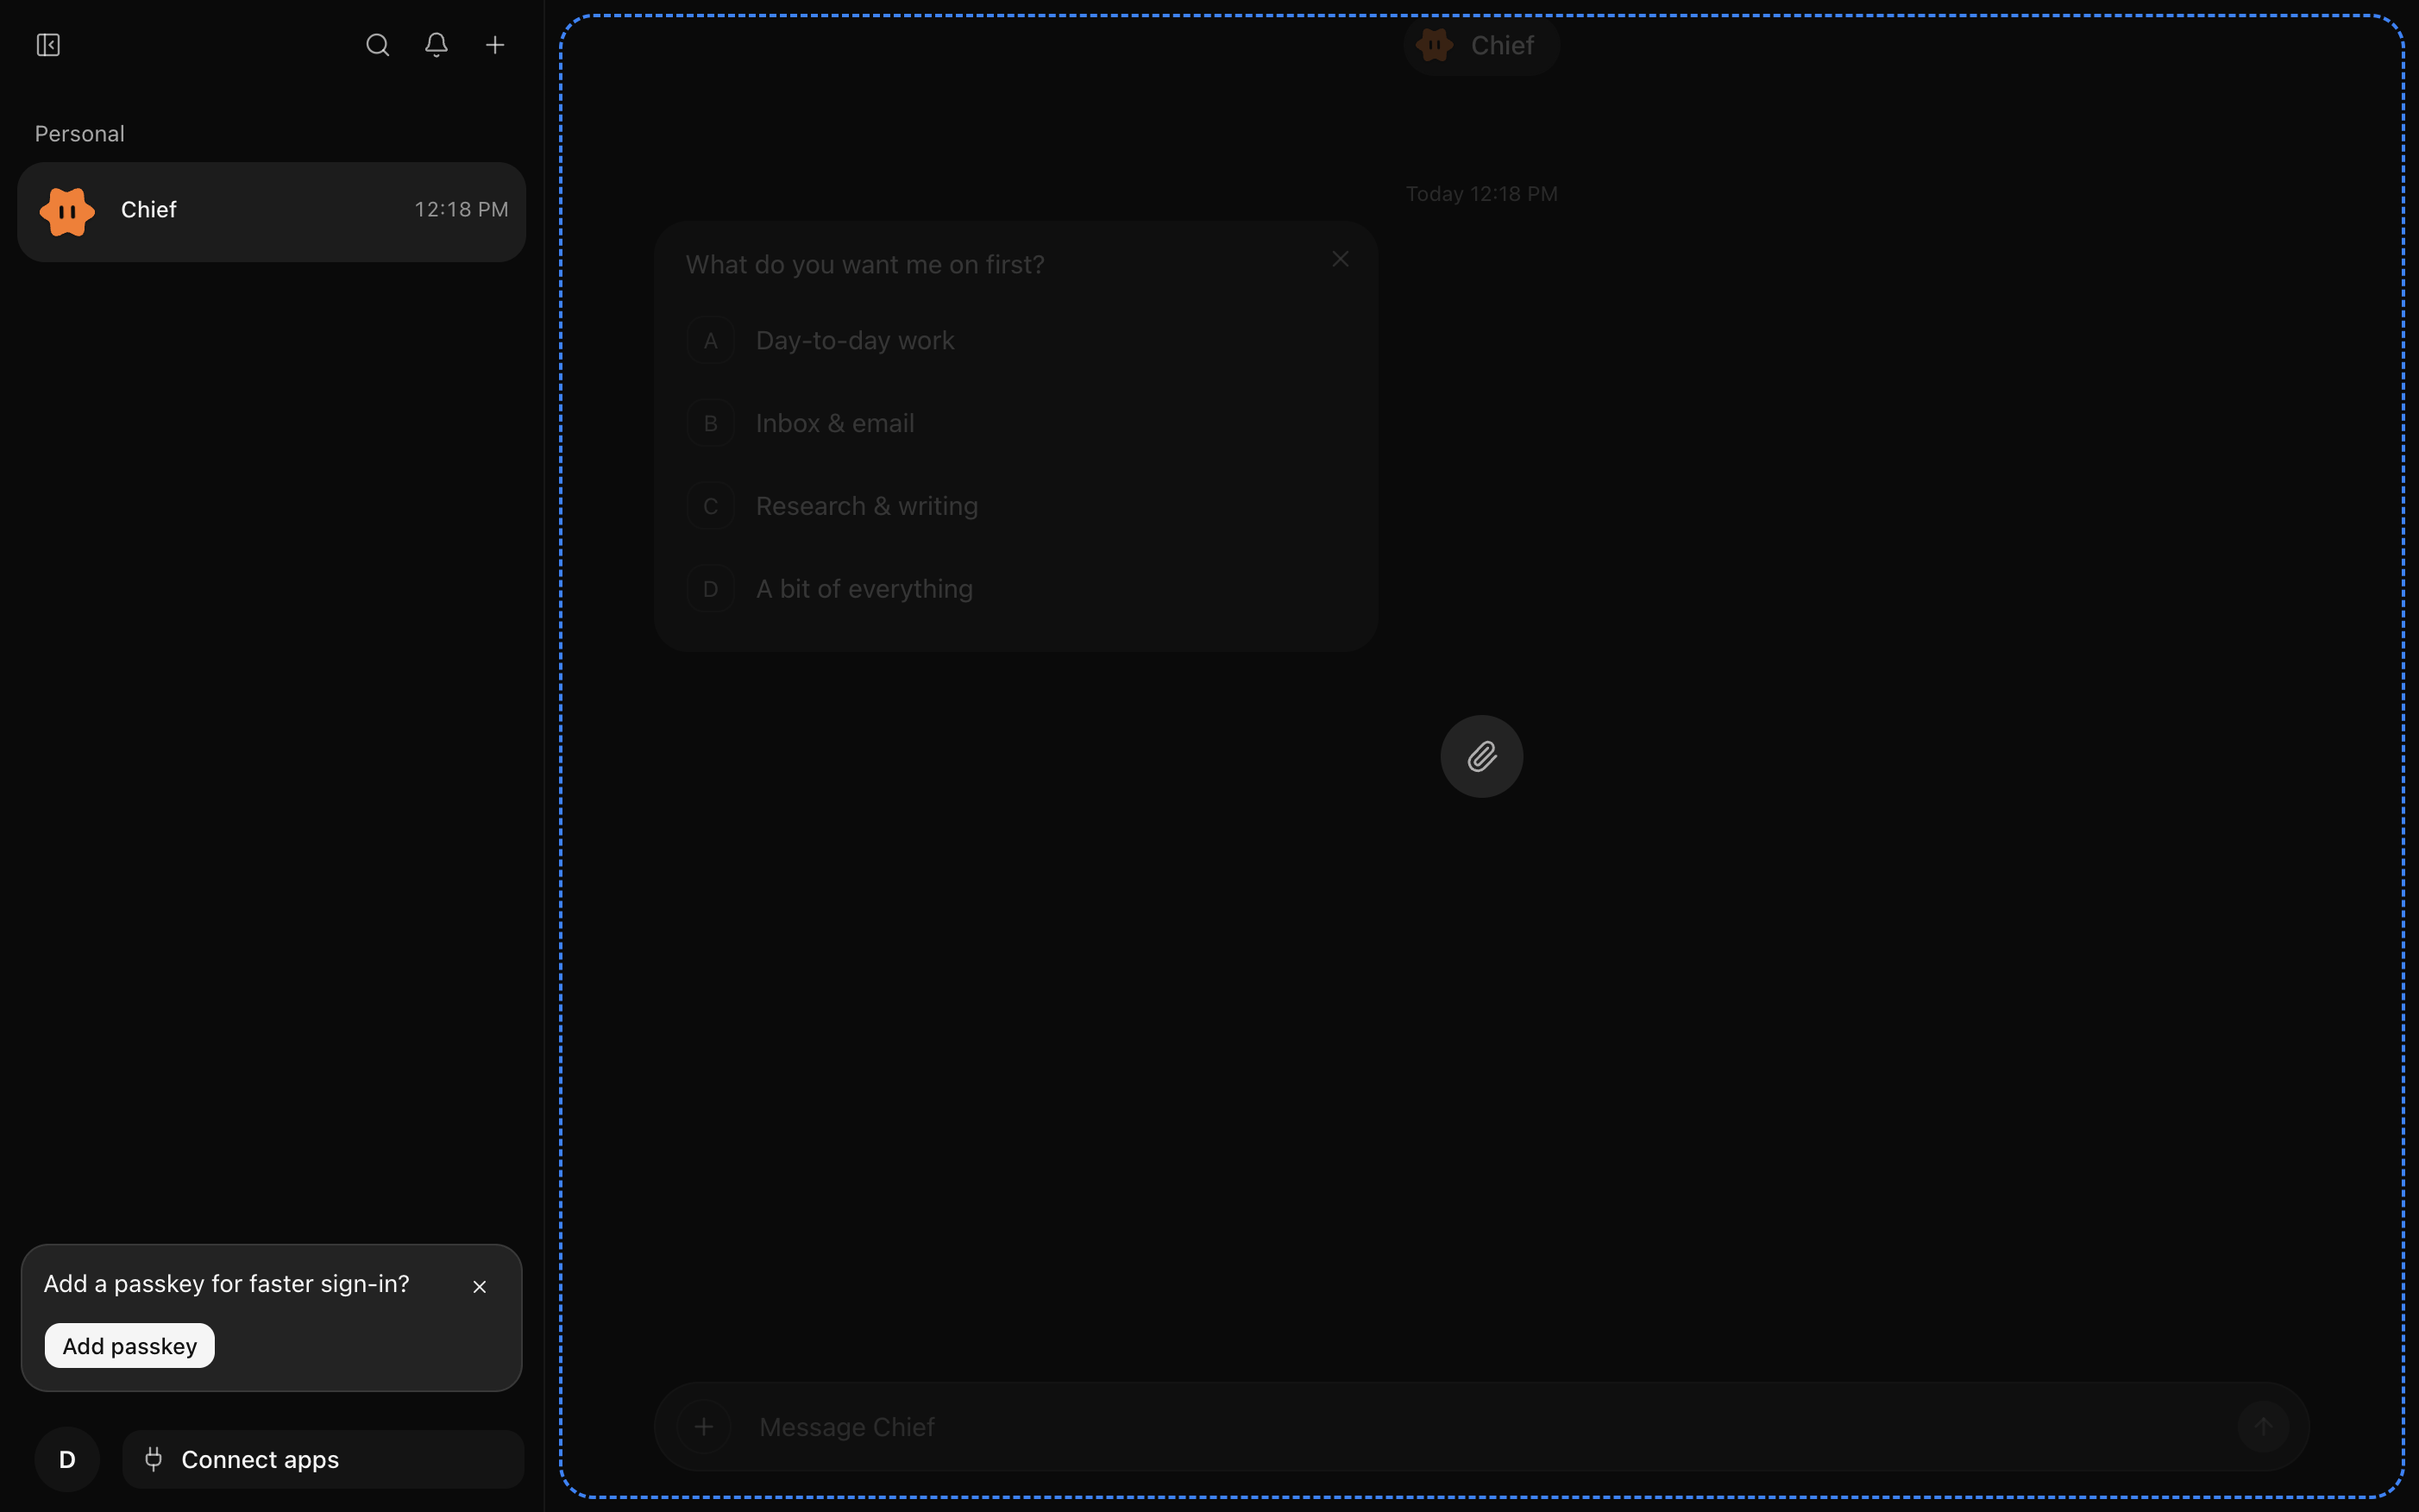 Personal
Chief
12:18 PM
Add a passkey for faster sign-in?
Add passkey
D
Connect apps
Chief
Today 12:18 PM
What do you want me on first?
A Day-to-day work
B Inbox & email
C Research & writing
D A bit of everything
Message Chief